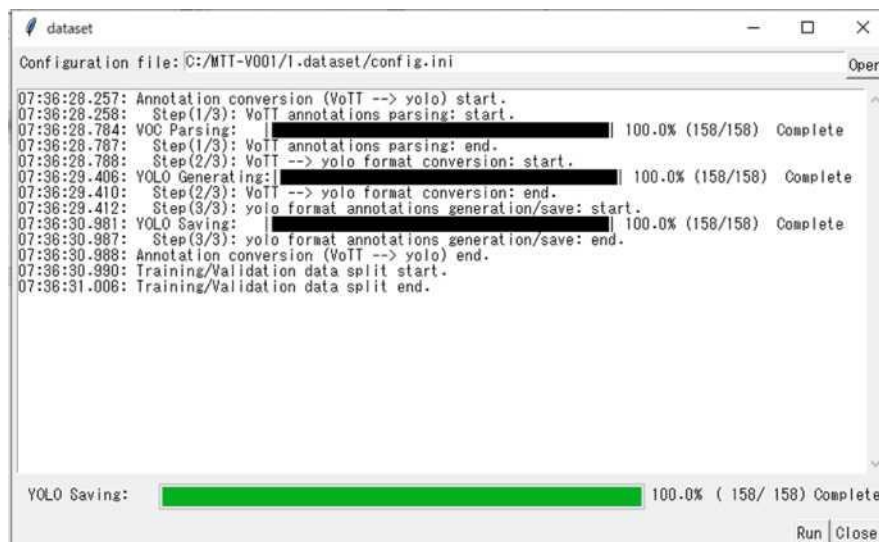 dataset
Configuration file: C:/MTT-V001/1.dataset/config.ini
Open
07:36:28.257: Annotation conversion (VoTT --> yolo) start.
07:36:28.258: Step(1/3): VoTT annotations parsing: start.
07:36:28.784: VOC Parsing: | | 100.0% (158/158) Complete
07:36:28.787: Step(1/3): VoTT annotations parsing: end.
07:36:28.788: Step(2/3): VoTT --> yolo format conversion: start.
07:36:29.406: YOLO Generating:| | 100.0% (158/158) Complete
07:36:29.410: Step(2/3): VoTT --> yolo format conversion: end.
07:36:29.412: Step(3/3): yolo format annotations generation/save: start.
07:36:30.981: YOLO Saving: | | 100.0% (158/158) Complete
07:36:30.987: Step(3/3): yolo format annotations generation/save: end.
07:36:30.988: Annotation conversion (VoTT --> yolo) end.
07:36:30.990: Training/Validation data split start.
07:36:31.006: Training/Validation data split end.
YOLO Saving: 100.0% ( 158/ 158) Complete
Run Close